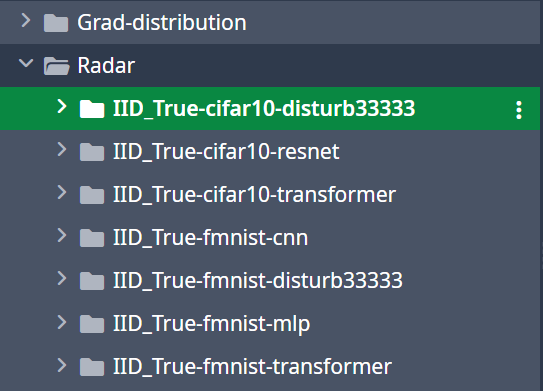 Grad-distribution
Radar
IID_True-cifar10-disturb33333
IID_True-cifar10-resnet
IID_True-cifar10-transformer
IID_True-fmnist-cnn
IID_True-fmnist-disturb33333
IID_True-fmnist-mlp
IID_True-fmnist-transformer